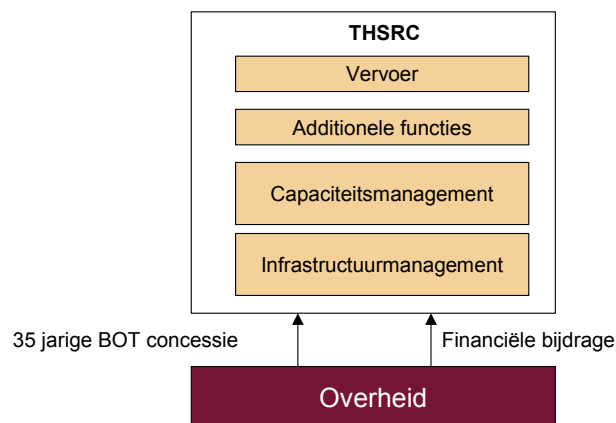 THSRC
Vervoer
Additionele functies
Capaciteitsmanagement
Infrastructuurmanagement
35 jarige BOT concessie
Financiële bijdrage
Overheid